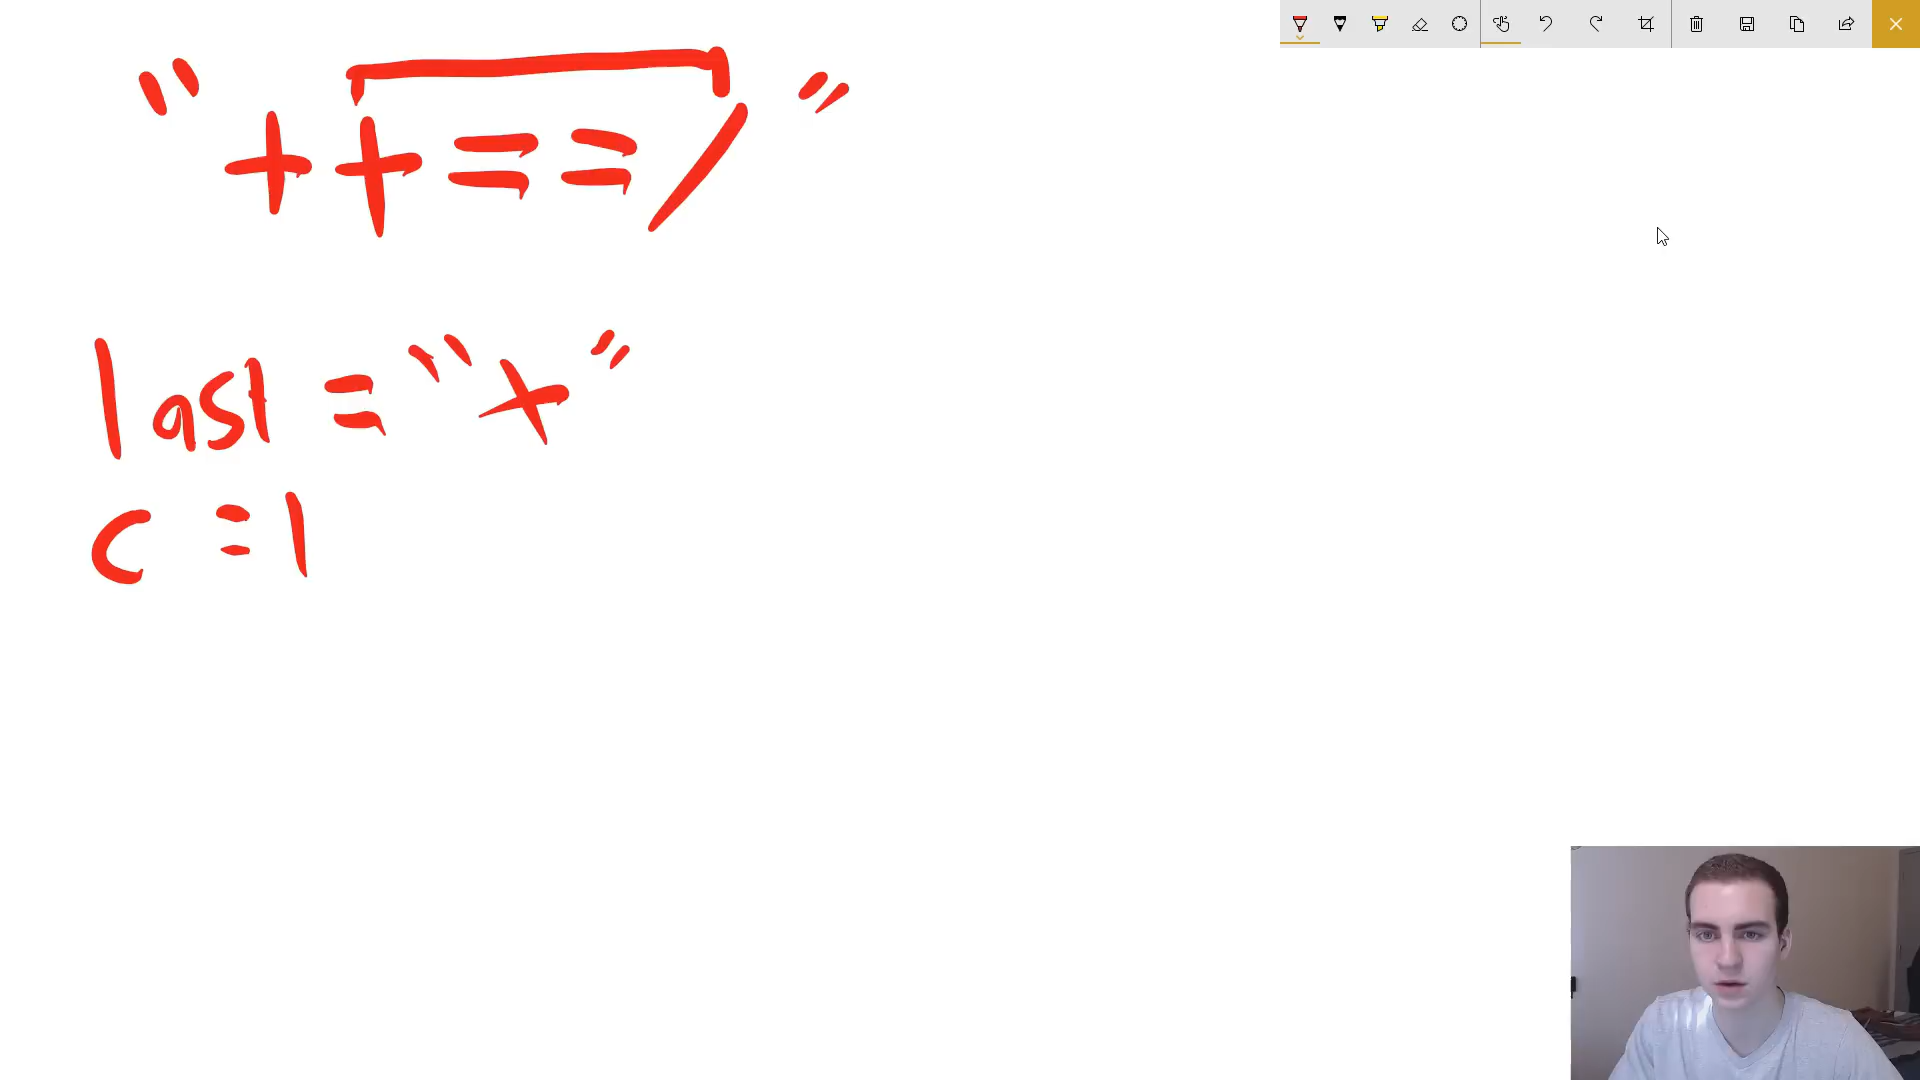 "++==/"
last = "+"
c = 1